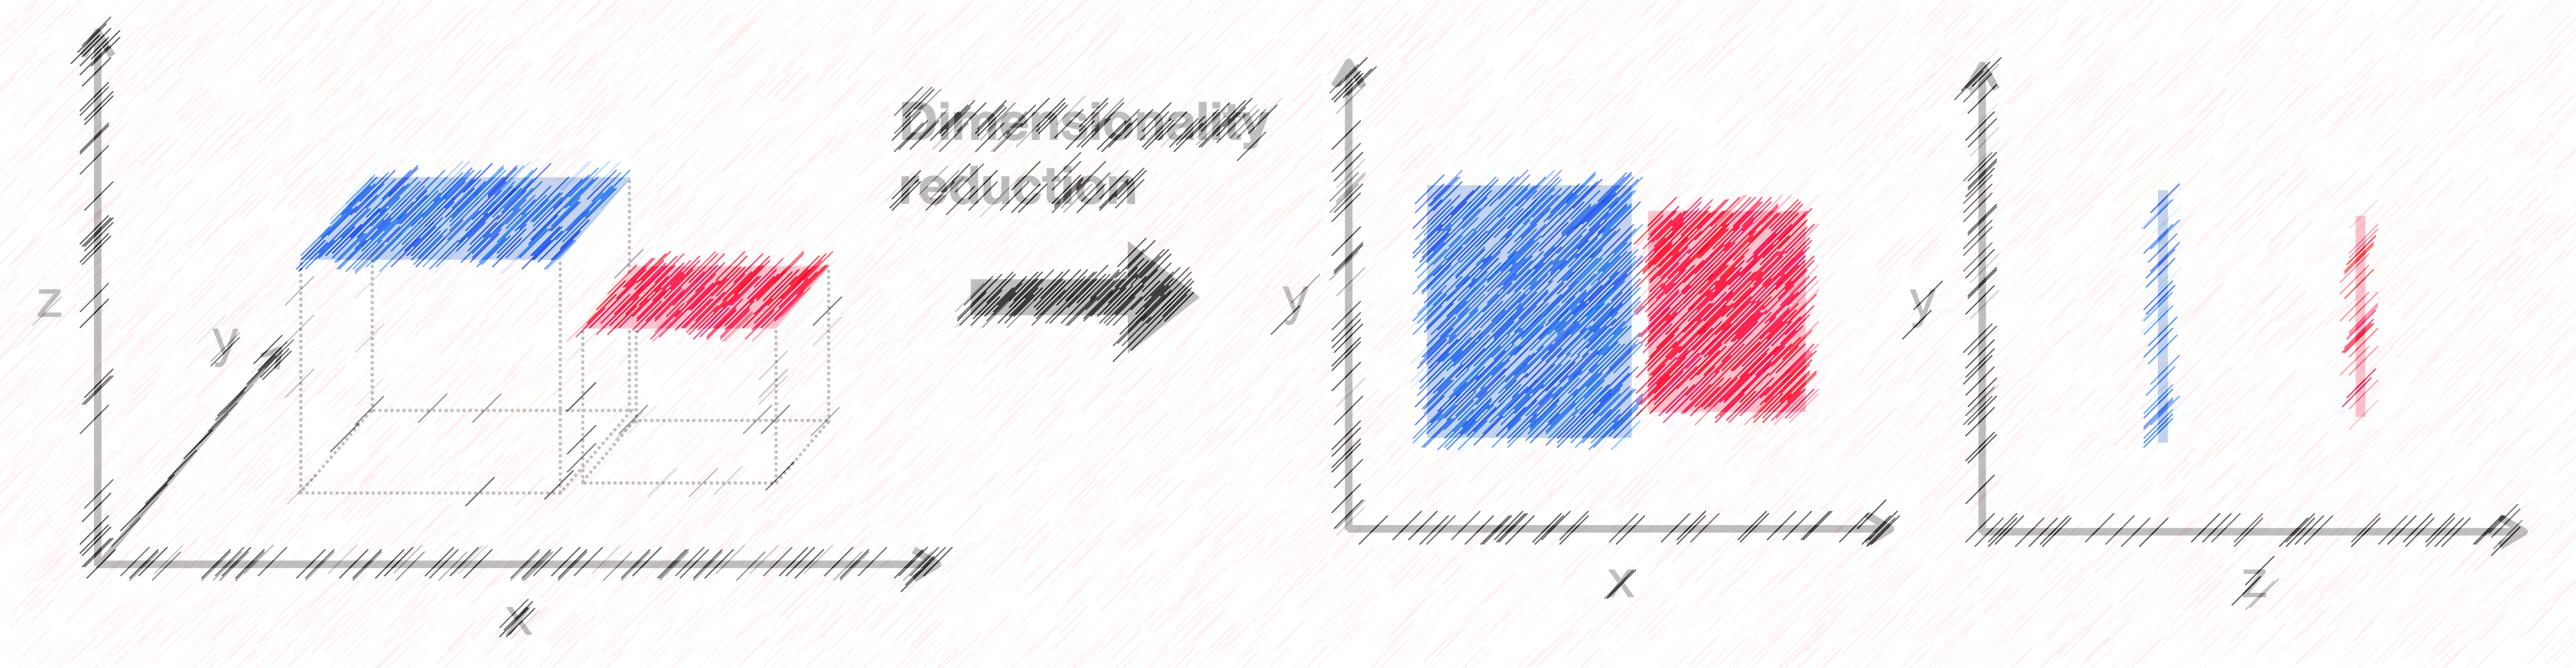 z
y
x
Dimensionality
reduction
y
x
y
z